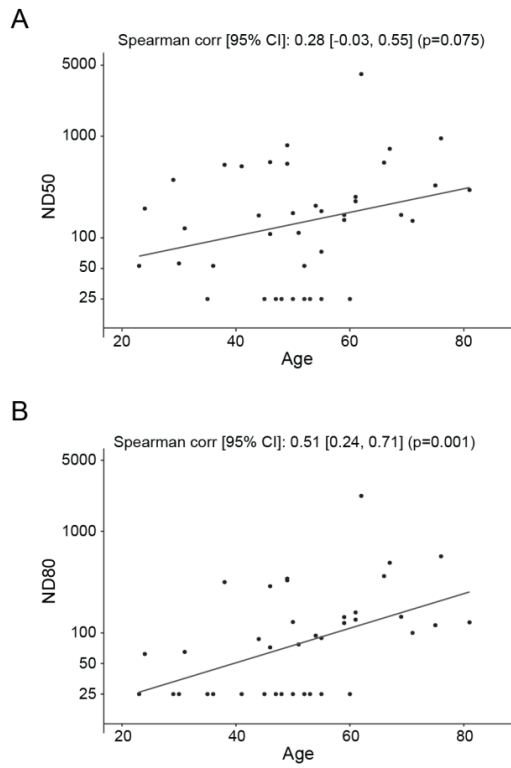 A
Spearman corr [95% CI]: 0.28 [-0.03, 0.55] (p=0.075)
5000
1000
100
50
25
ND50
20 40 60 80
Age
B
Spearman corr [95% CI]: 0.51 [0.24, 0.71] (p=0.001)
5000
1000
100
50
25
ND80
20 40 60 80
Age